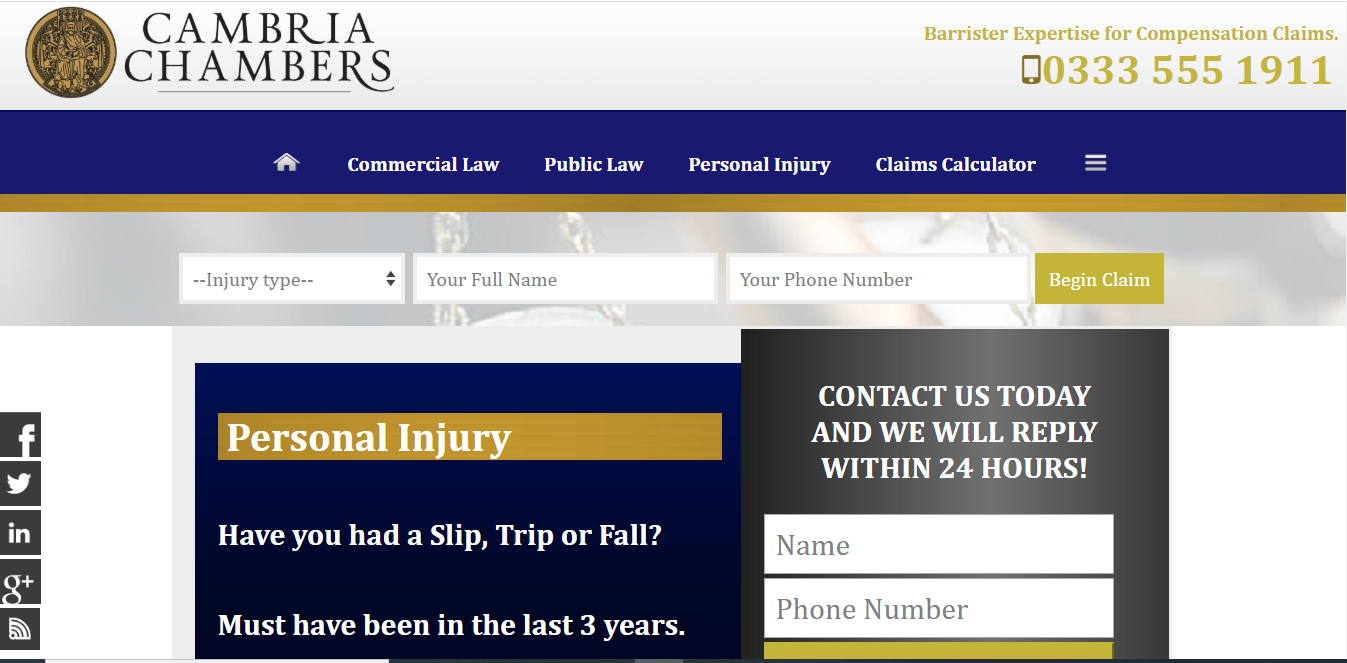 CAMBRIA
CHAMBERS
Barrister Expertise for Compensation Claims.
0333 555 1911
Commercial Law
Public Law
Personal Injury
Claims Calculator
--Injury type--
Your Full Name
Your Phone Number
Begin Claim
Personal Injury
Have you had a Slip, Trip or Fall?
Must have been in the last 3 years.
CONTACT US TODAY
AND WE WILL REPLY
WITHIN 24 HOURS!
Name
Phone Number
f
in
g+